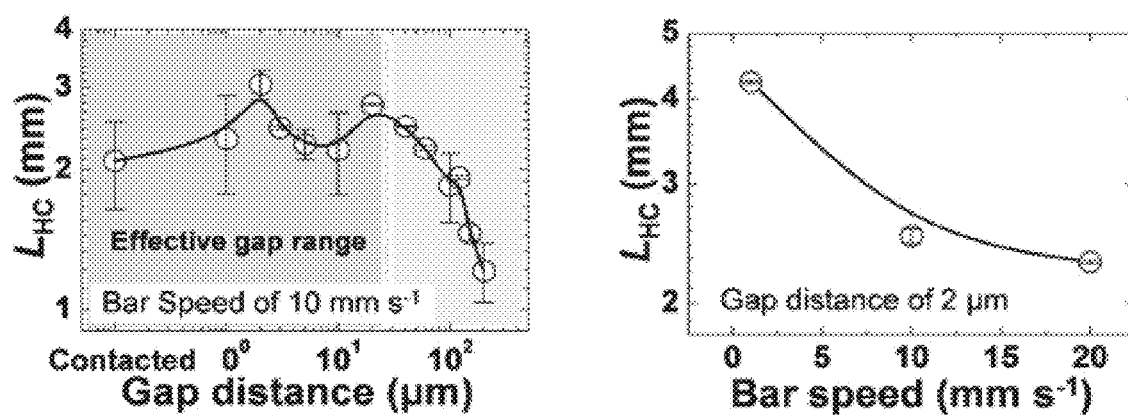 4
3
2
1
L_HC (mm)
Effective gap range
Bar Speed of 10 mm s⁻¹
Contacted 10⁰ 10¹ 10²
Gap distance (μm)
5
4
3
2
L_HC (mm)
Gap distance of 2 μm
0 5 10 15 20
Bar speed (mm s⁻¹)